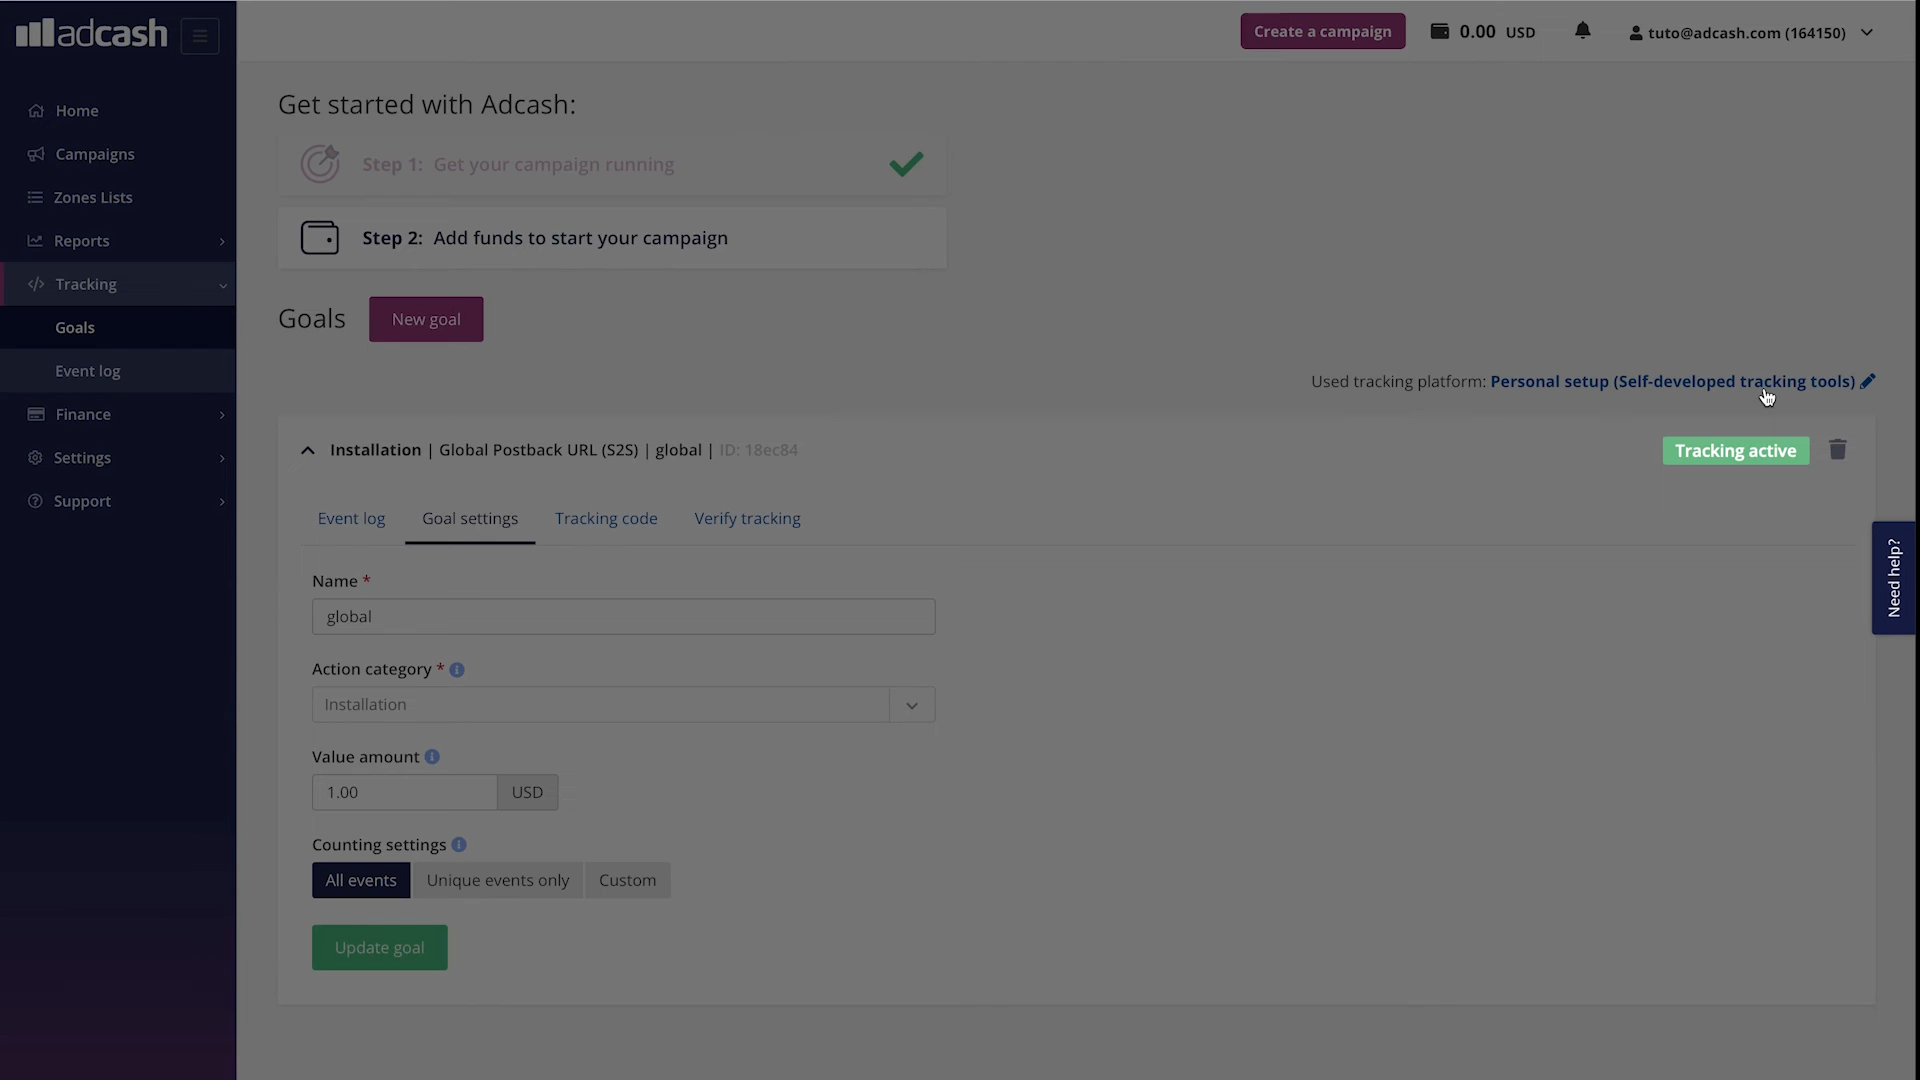 adcash
Create a campaign
0.00 USD
tuto@adcash.com (164150)
Home
Campaigns
Zones Lists
Reports
Tracking
Goals
Event log
Finance
Settings
Support
Get started with Adcash:
Step 1: Get your campaign running
Step 2: Add funds to start your campaign
Goals
New goal
Used tracking platform: Personal setup (Self-developed tracking tools)
Installation | Global Postback URL (S2S) | global | ID: 18ec84
Tracking active
Event log
Goal settings
Tracking code
Verify tracking
Name *
global
Action category *
Installation
Value amount
1.00
USD
Counting settings
All events
Unique events only
Custom
Update goal
Need help?